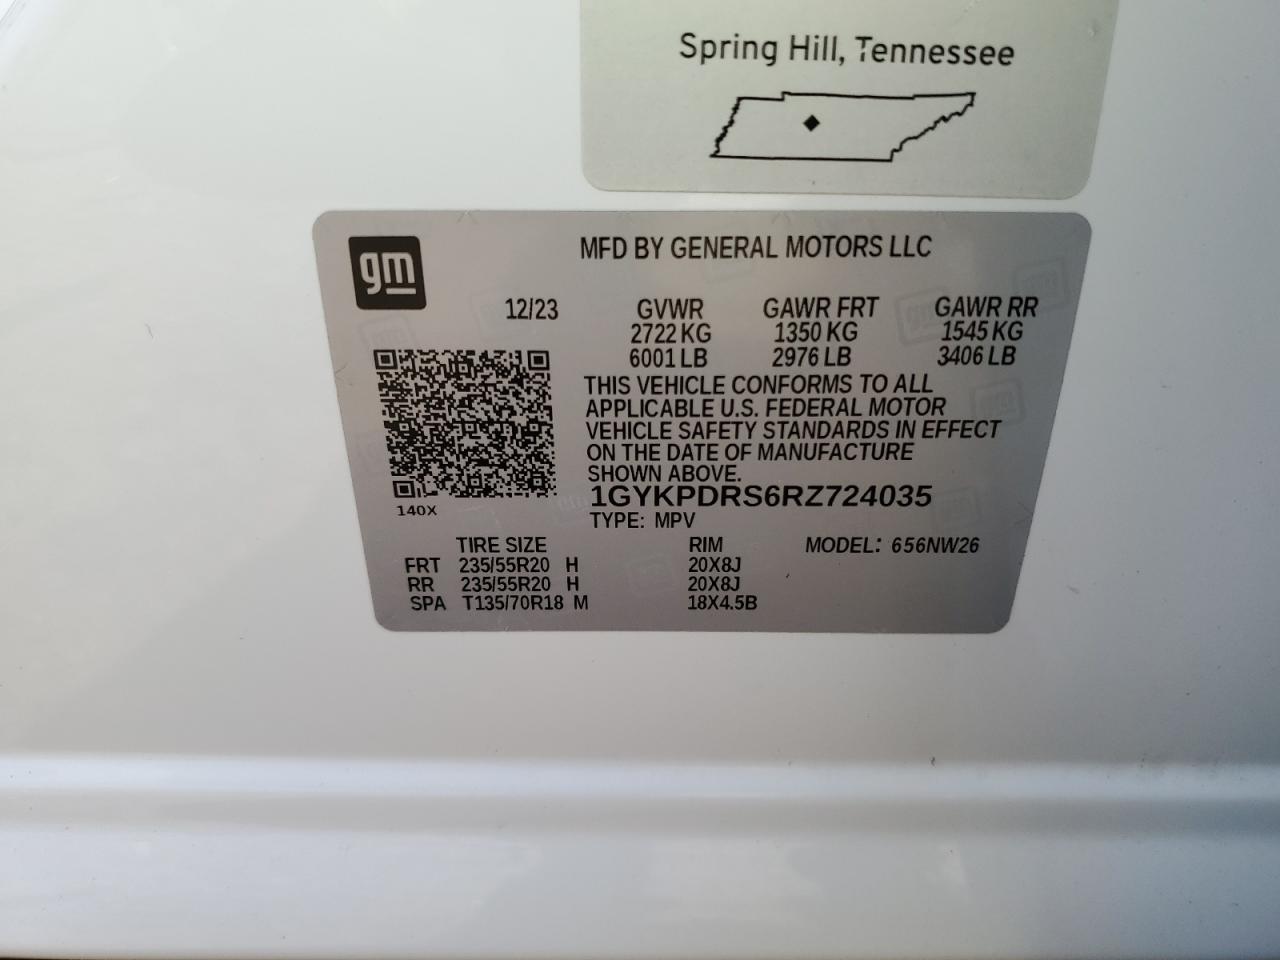 Spring Hill, Tennessee
gm
MFD BY GENERAL MOTORS LLC
12/23 GVWR GAWR FRT GAWR RR
2722 KG 1350 KG 1545 KG
6001 LB 2976 LB 3406 LB
THIS VEHICLE CONFORMS TO ALL
APPLICABLE U.S. FEDERAL MOTOR
VEHICLE SAFETY STANDARDS IN EFFECT
ON THE DATE OF MANUFACTURE
SHOWN ABOVE.
1GYKPDRS6RZ724035
140X
TYPE: MPV
TIRE SIZE RIM MODEL: 656NW26
FRT 235/55R20 H 20X8J
RR 235/55R20 H 20X8J
SPA T135/70R18 M 18X4.5B